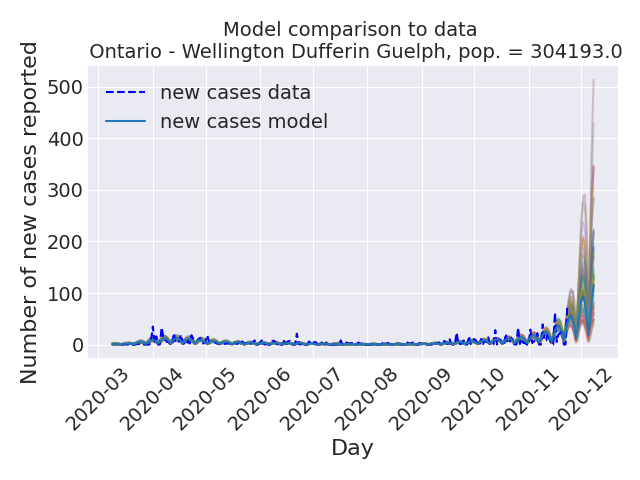 Model comparison to data
Ontario - Wellington Dufferin Guelph, pop. = 304193.0
Number of new cases reported
500
400
300
200
100
0
new cases data
new cases model
2020-03
2020-04
2020-05
2020-06
2020-07
2020-08
2020-09
2020-10
2020-11
2020-12
Day